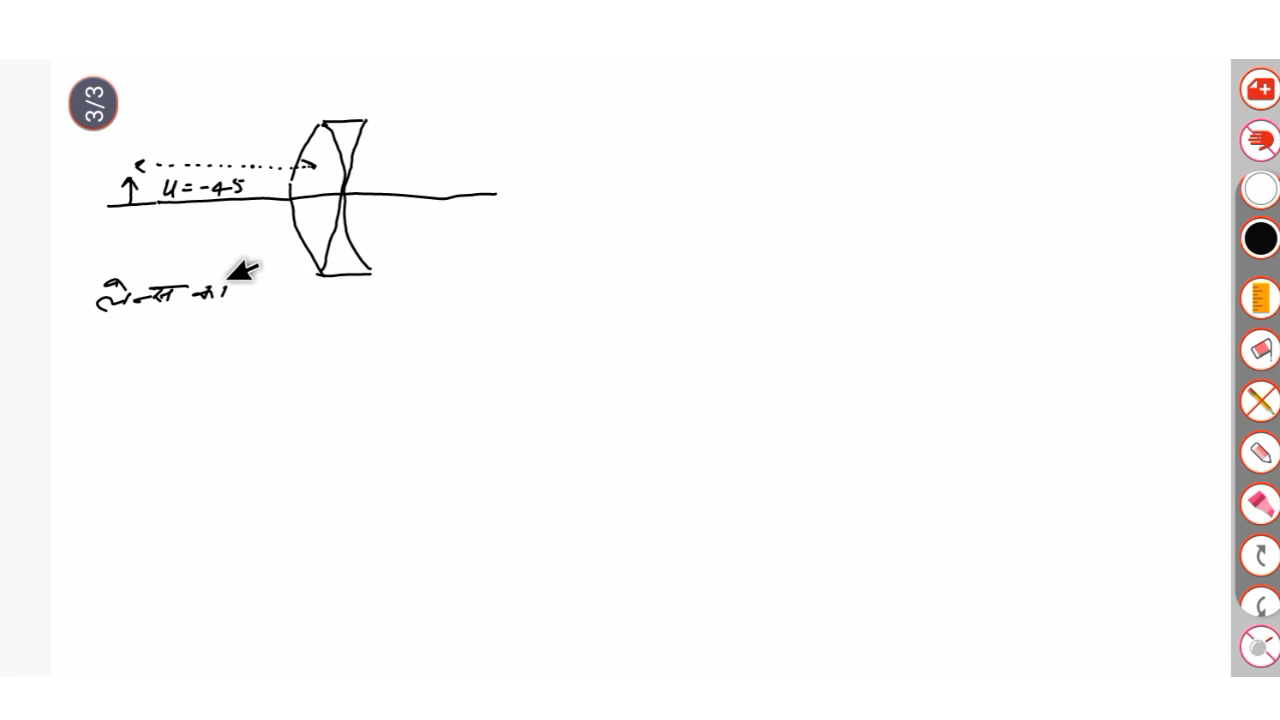 3/3
u = -45
लेन्स का